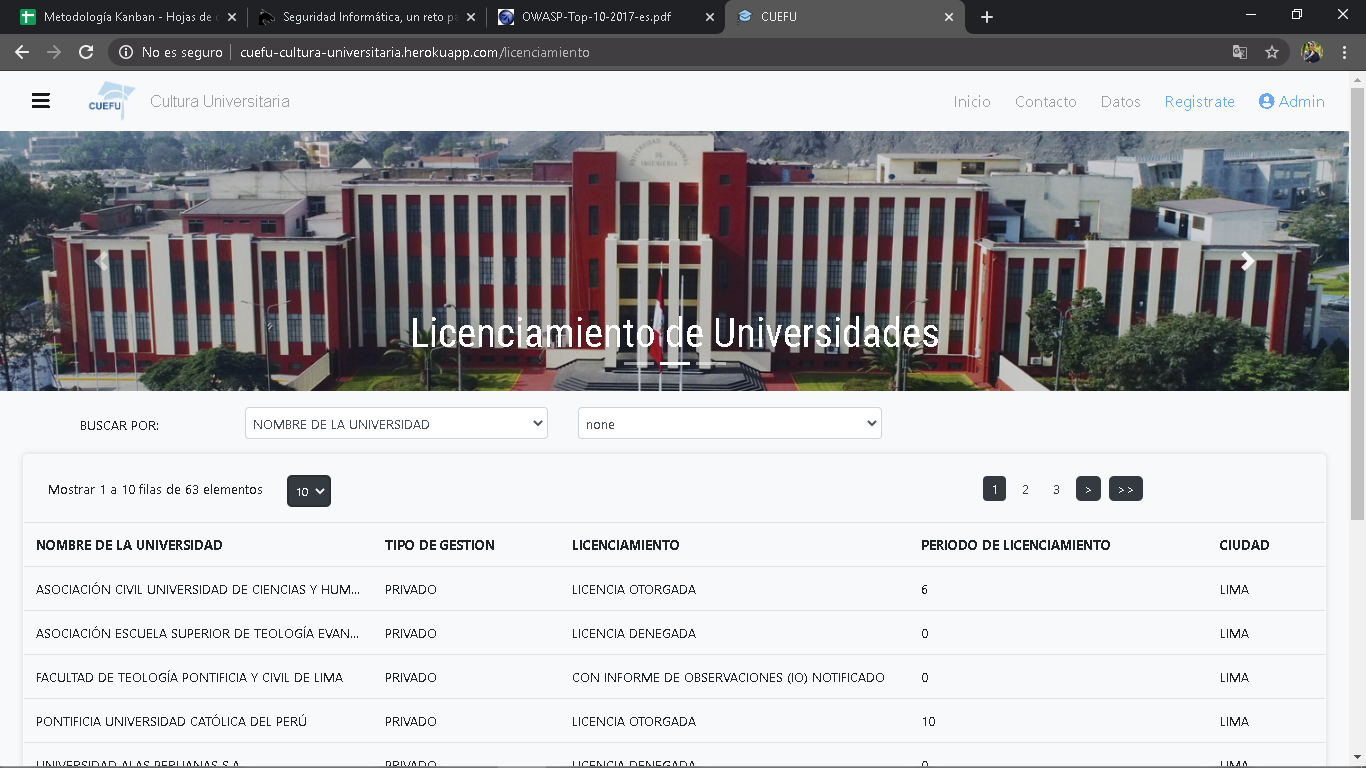 Metodología Kanban - Hojas de c
Seguridad Informática, un reto pa
OWASP-Top-10-2017-es.pdf
CUEFU
No es seguro
cuefu-cultura-universitaria.herokuapp.com/licenciamiento
CUEFU
Cultura Universitaria
Inicio
Contacto
Datos
Registrate
Admin
UNIVERSIDAD NACIONAL
DE INGENIERIA
Licenciamiento de Universidades
BUSCAR POR:
NOMBRE DE LA UNIVERSIDAD
none
Mostrar 1 a 10 filas de 63 elementos
10
1 2 3 > >>
NOMBRE DE LA UNIVERSIDAD TIPO DE GESTION LICENCIAMIENTO PERIODO DE LICENCIAMIENTO CIUDAD
ASOCIACIÓN CIVIL UNIVERSIDAD DE CIENCIAS Y HUM... PRIVADO LICENCIA OTORGADA 6 LIMA
ASOCIACIÓN ESCUELA SUPERIOR DE TEOLOGÍA EVAN... PRIVADO LICENCIA DENEGADA 0 LIMA
FACULTAD DE TEOLOGÍA PONTIFICIA Y CIVIL DE LIMA PRIVADO CON INFORME DE OBSERVACIONES (IO) NOTIFICADO 0 LIMA
PONTIFICIA UNIVERSIDAD CATÓLICA DEL PERÚ PRIVADO LICENCIA OTORGADA 10 LIMA
UNIVERSIDAD ALAS PERUANAS S.A. PRIVADO LICENCIA DENEGADA 0 LIMA